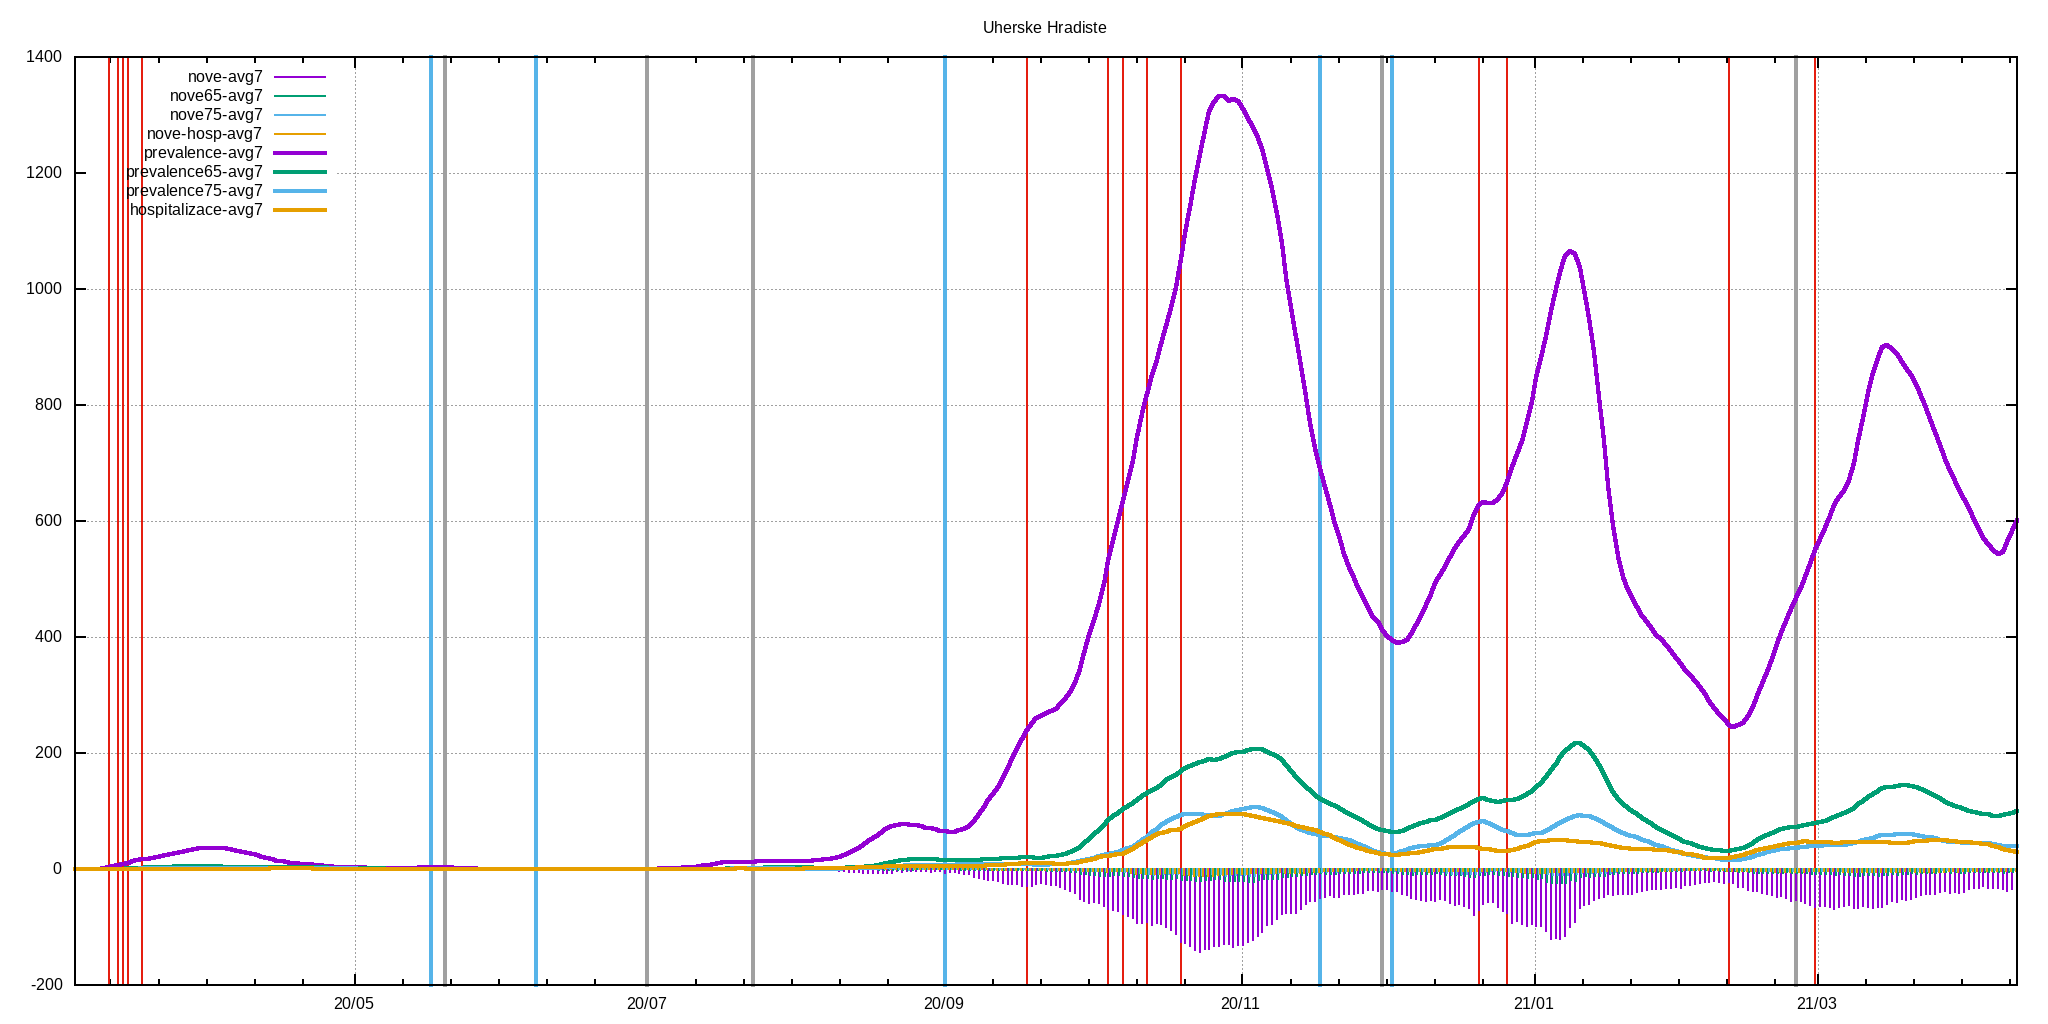 Uherske Hradiste
1400
1200
1000
800
600
400
200
0
-200
nove-avg7
nove65-avg7
nove75-avg7
nove-hosp-avg7
prevalence-avg7
prevalence65-avg7
prevalence75-avg7
hospitalizace-avg7
20/05 20/07 20/09 20/11 21/01 21/03